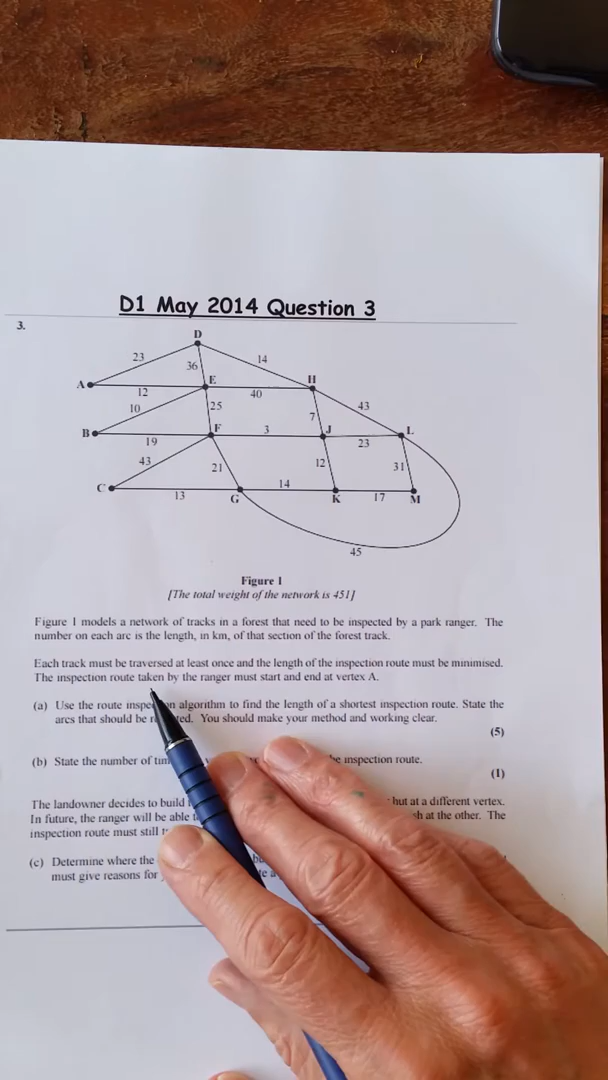 D1 May 2014 Question 3
3.
D
23
14
36
A
E
H
12
40
10
25
7
43
B
F
3
J
L
19
23
43
21
12
31
C
14
13
G
K
17
M
45
Figure 1
[The total weight of the network is 451]
Figure 1 models a network of tracks in a forest that need to be inspected by a park ranger. The
number on each arc is the length, in km, of that section of the forest track.
Each track must be traversed at least once and the length of the inspection route must be minimised.
The inspection route taken by the ranger must start and end at vertex A.
(a) Use the route algorithm to find the length of a shortest inspection route. State the
arcs that should be You should make your method and working clear.
(5)
(b) State the number of inspection route.
(1)
The landowner decides to build hut at a different vertex.
In future, the ranger will be able at the other. The
inspection route must still
(c) Determine where the
must give reasons for